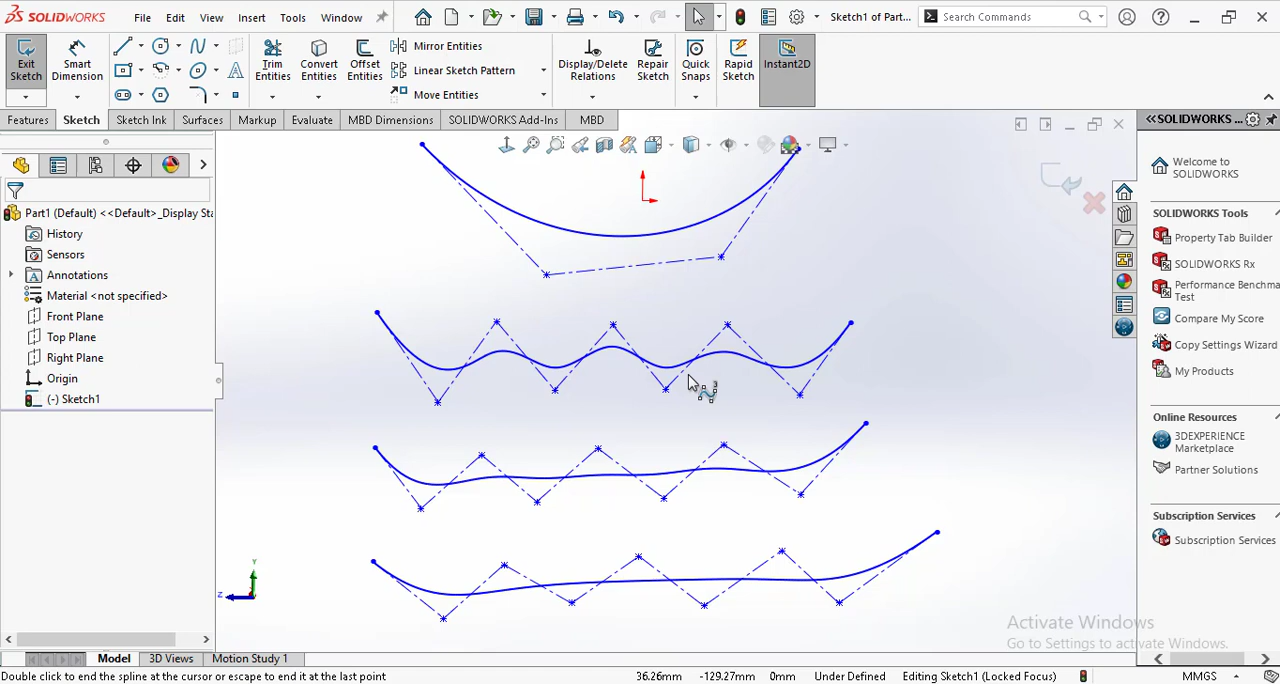 SOLIDWORKS File Edit View Insert Tools Window Sketch1 of Part... Search Commands
Exit Sketch
Smart Dimension
Trim Entities
Convert Entities
Offset Entities
Mirror Entities
Linear Sketch Pattern
Move Entities
Display/Delete Relations
Repair Sketch
Quick Snaps
Rapid Sketch
Instant2D
Features Sketch Sketch Ink Surfaces Markup Evaluate MBD Dimensions SOLIDWORKS Add-Ins MBD
SOLIDWORKS ...
Part1 (Default) <<Default>_Display Sta
History
Sensors
Annotations
Material <not specified>
Front Plane
Top Plane
Right Plane
Origin
(-) Sketch1
3
Y
Z
Welcome to
SOLIDWORKS
SOLIDWORKS Tools
Property Tab Builder
SOLIDWORKS Rx
Performance Benchma
Test
Compare My Score
Copy Settings Wizard
My Products
Online Resources
3DEXPERIENCE
Marketplace
Partner Solutions
Subscription Services
Subscription Services
Activate Windows
Go to Settings to activate Windows.
Model 3D Views Motion Study 1
Double click to end the spline at the cursor or escape to end it at the last point 36.26mm -129.27mm 0mm Under Defined Editing Sketch1 (Locked Focus) MMGS